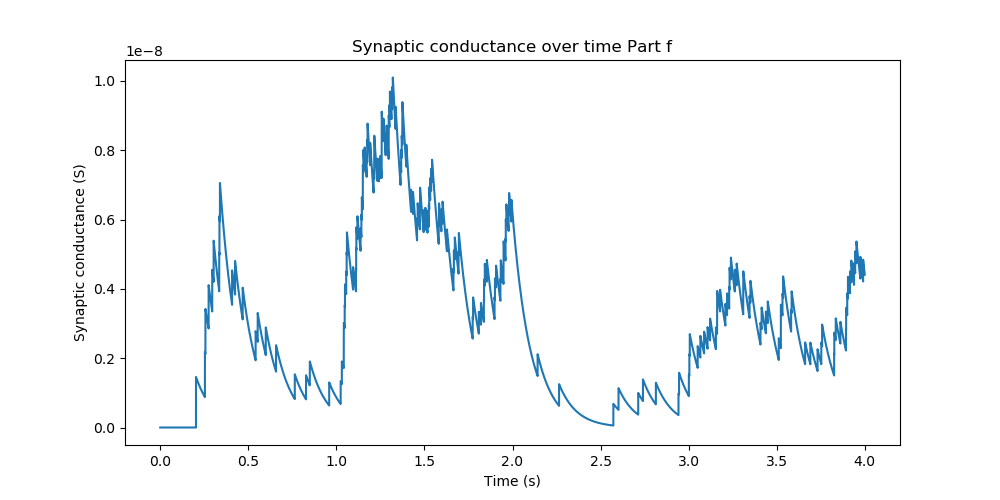 Synaptic conductance over time Part f
1e−8
1.0
0.8
0.6
0.4
0.2
0.0
Synaptic conductance (S)
0.0 0.5 1.0 1.5 2.0 2.5 3.0 3.5 4.0
Time (s)